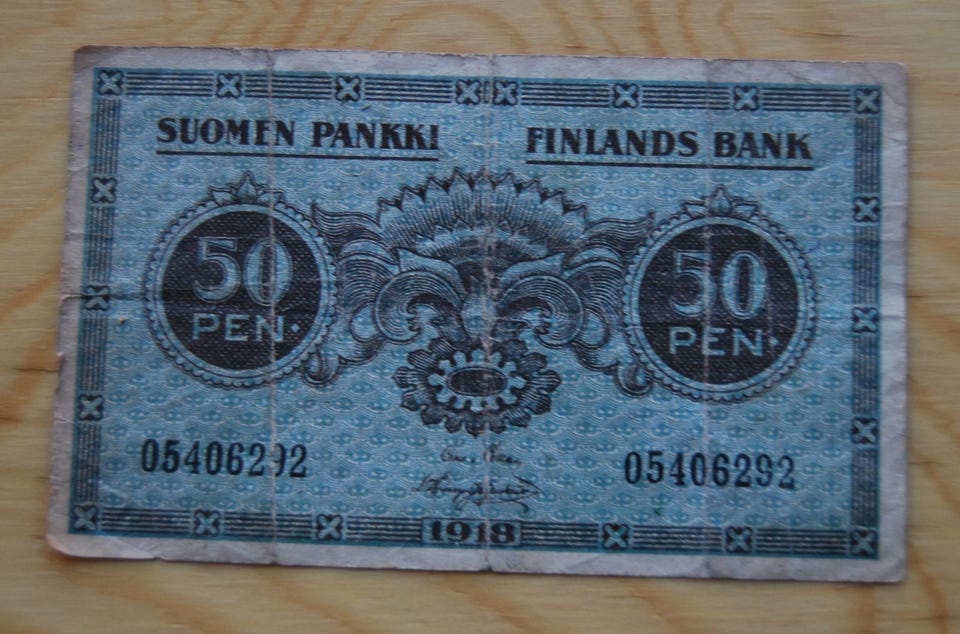 SUOMEN PANKKI FINLANDS BANK
50 50
PEN. PEN.
05406292 05406292
1918